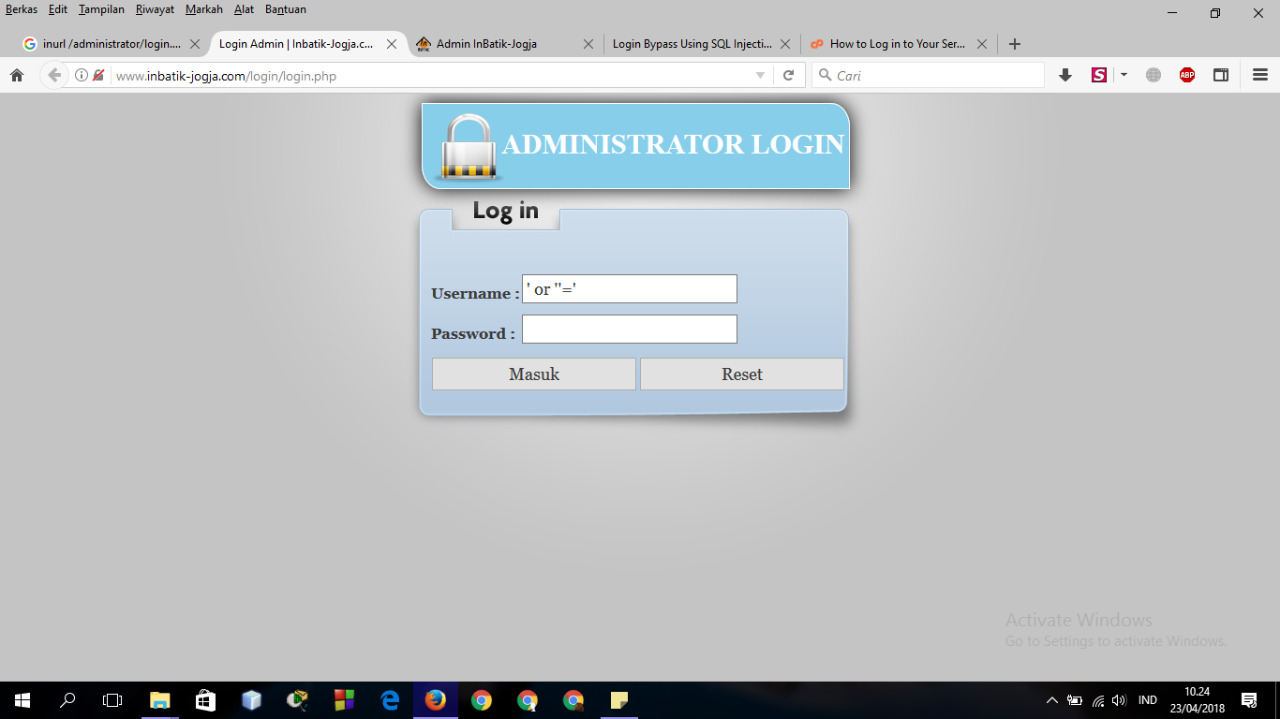 Berkas Edit Tampilan Riwayat Markah Alat Bantuan
inurl /administrator/login.... Login Admin | Inbatik-Jogja.c... Admin InBatik-Jogja Login Bypass Using SQL Injecti... How to Log in to Your Ser...
www.inbatik-jogja.com/login/login.php Cari S ABP
ADMINISTRATOR LOGIN
Log in
Username : ' or ''='
Password :
Masuk Reset
Activate Windows
Go to Settings to activate Windows.
IND 10.24
23/04/2018